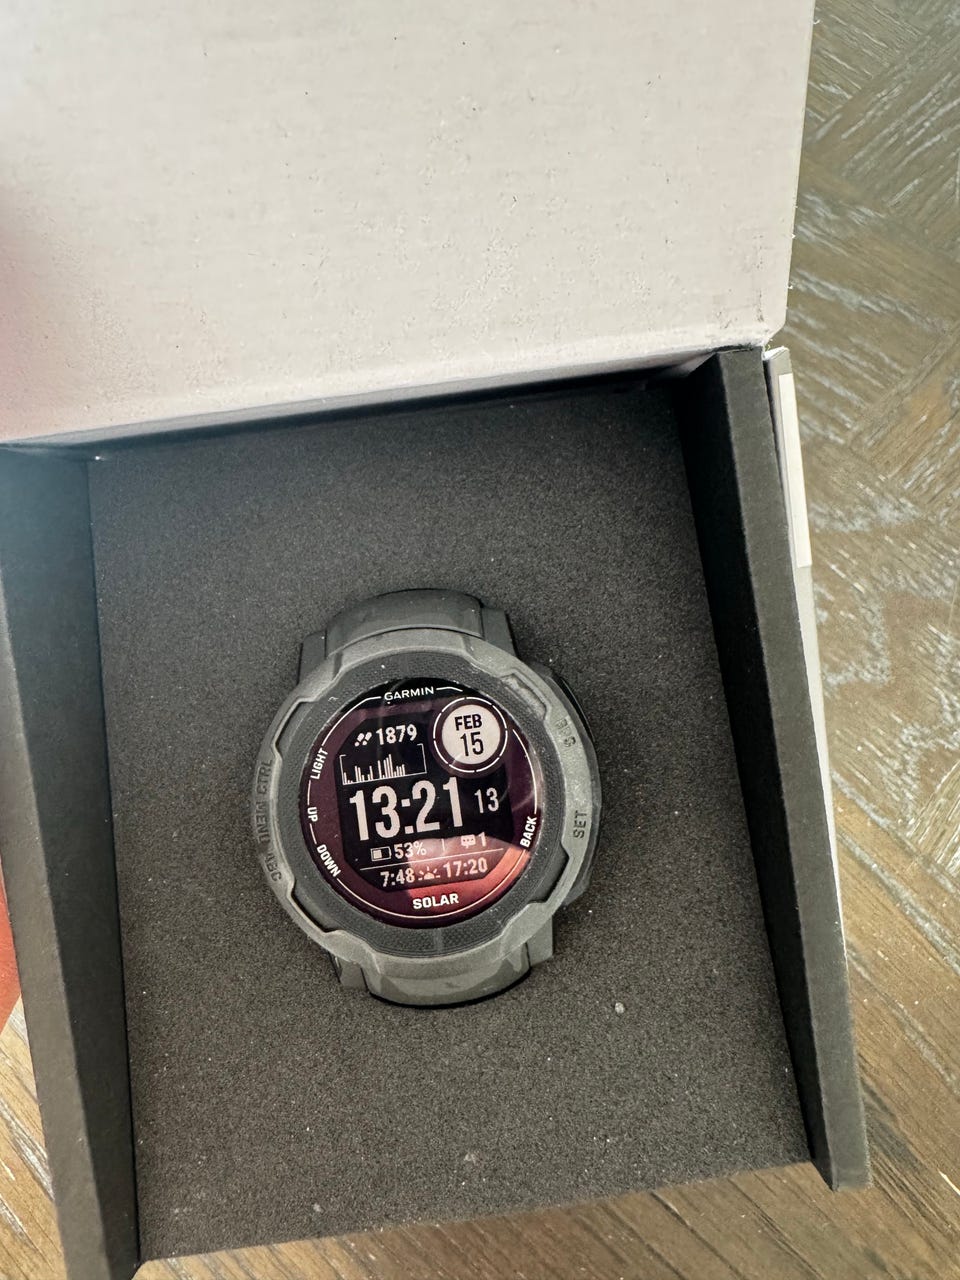 GARMIN
1879
FEB
15
LIGHT
CTRL
MENU
UP
13:21 13
SET
BACK
DOWN
53% 1
7:48 17:20
SOLAR